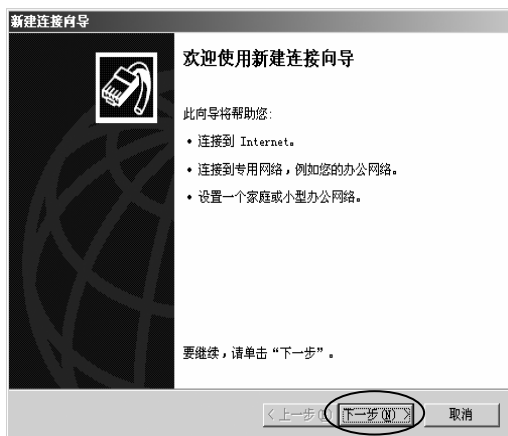 新建连接向导
欢迎使用新建连接向导
此向导将帮助您:
• 连接到 Internet。
• 连接到专用网络，例如您的办公网络。
• 设置一个家庭或小型办公网络。
要继续，请单击“下一步”。
< 上一步
下一步(N) >
取消